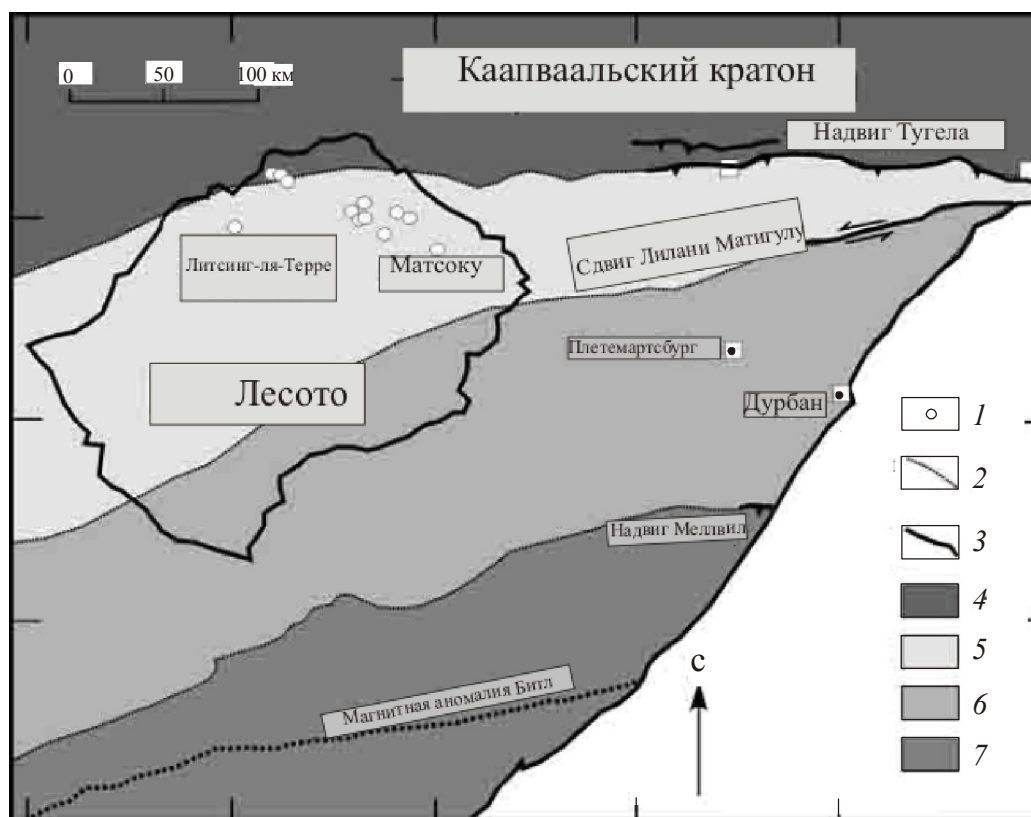 Каапваальский кратон
0 50 100 км
Надвиг Тугела
Сдвиг Лилани Матигулу
Литсинг-ля-Терре
Матсоку
Плетемартсбург
Лесото
Дурбан
Надвиг Меллвил
Магнитная аномалия Битл
с
1
2
3
4
5
6
7